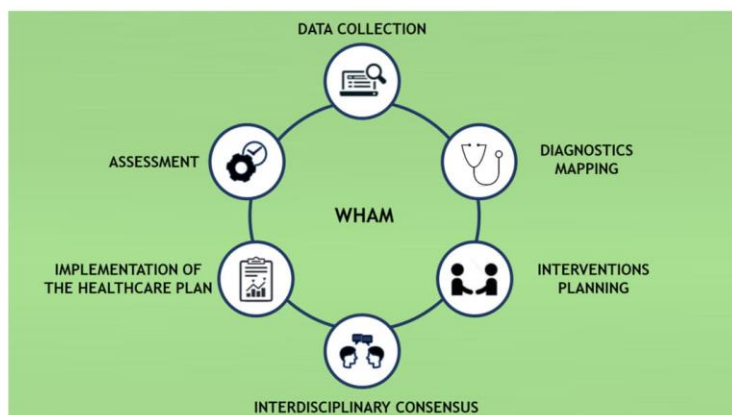 DATA COLLECTION
DIAGNOSTICS
MAPPING
INTERVENTIONS
PLANNING
INTERDISCIPLINARY CONSENSUS
IMPLEMENTATION OF
THE HEALTHCARE PLAN
ASSESSMENT
WHAM